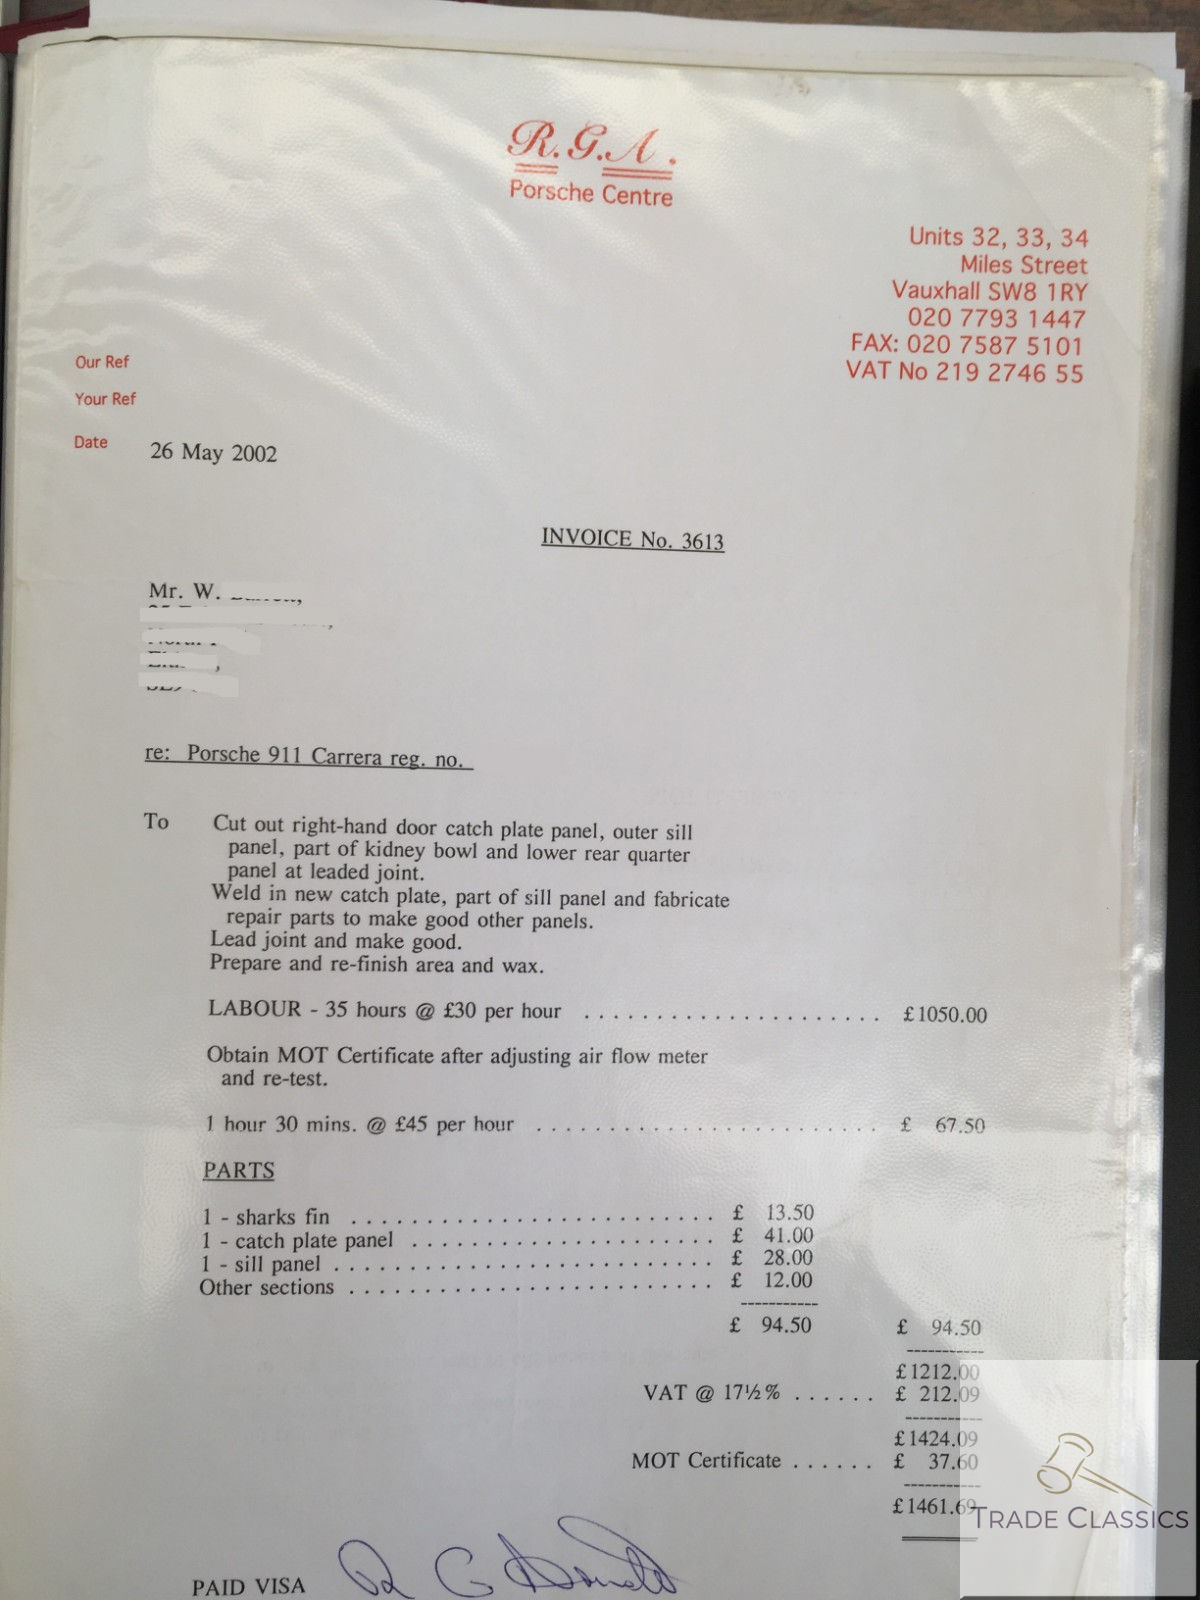 R.G.A.
Porsche Centre
Units 32, 33, 34
Miles Street
Vauxhall SW8 1RY
020 7793 1447
FAX: 020 7587 5101
VAT No 219 2746 55
Our Ref
Your Ref
Date 26 May 2002
INVOICE No. 3613
Mr. W.
re: Porsche 911 Carrera reg. no.
To Cut out right-hand door catch plate panel, outer sill
panel, part of kidney bowl and lower rear quarter
panel at leaded joint.
Weld in new catch plate, part of sill panel and fabricate
repair parts to make good other panels.
Lead joint and make good.
Prepare and re-finish area and wax.
LABOUR - 35 hours @ £30 per hour ..................... £1050.00
Obtain MOT Certificate after adjusting air flow meter
and re-test.
1 hour 30 mins. @ £45 per hour ........................ £ 67.50
PARTS
1 - sharks fin ......................... £ 13.50
1 - catch plate panel ..................... £ 41.00
1 - sill panel .......................... £ 28.00
Other sections ......................... £ 12.00
£ 94.50 £ 94.50
£1212.00
VAT @ 17½% ...... £ 212.09
£1424.09
MOT Certificate ...... £ 37.60
£1461.69
TRADE CLASSICS
PAID VISA